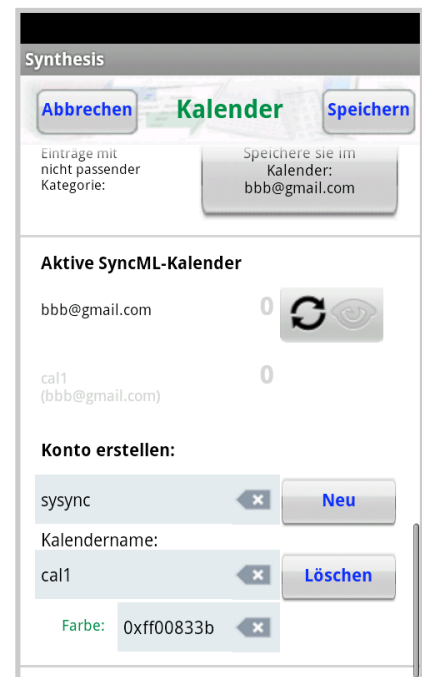 Synthesis
Abbrechen Kalender Speichern
Einträge mit
nicht passender
Kategorie:
Speichere sie im
Kalender:
bbb@gmail.com
Aktive SyncML-Kalender
bbb@gmail.com 0
cal1 0
(bbb@gmail.com)
Konto erstellen:
sysync Neu
Kalendername:
cal1 Löschen
Farbe: 0xff00833b